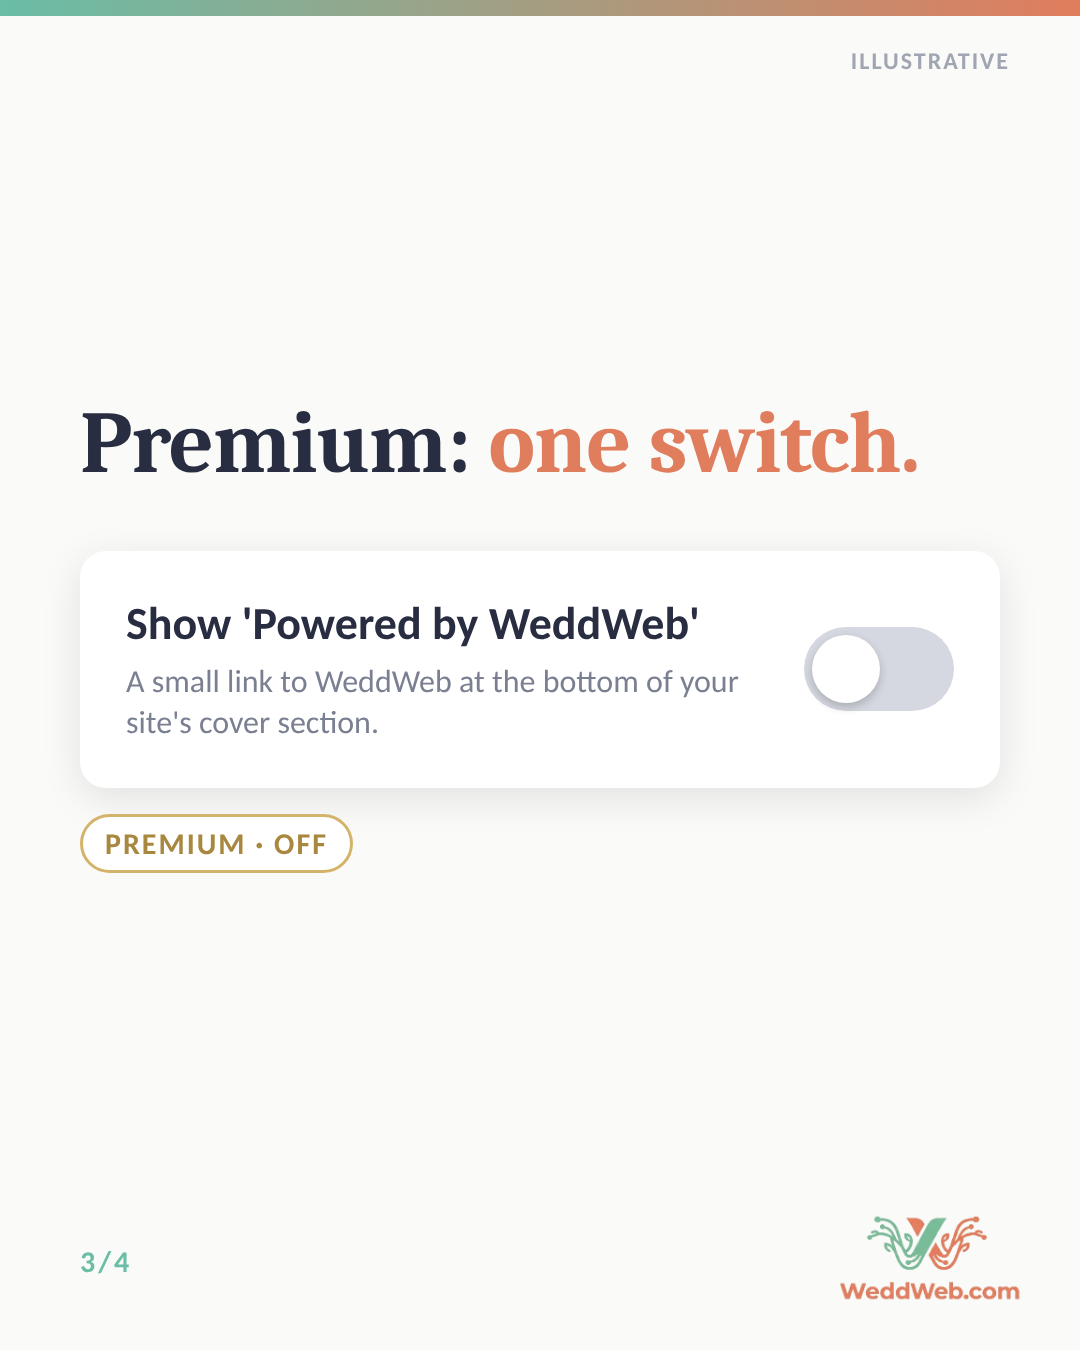 ILLUSTRATIVE
Premium: one switch.
Show 'Powered by WeddWeb'
A small link to WeddWeb at the bottom of your
site's cover section.
PREMIUM · OFF
3/4
WeddWeb.com